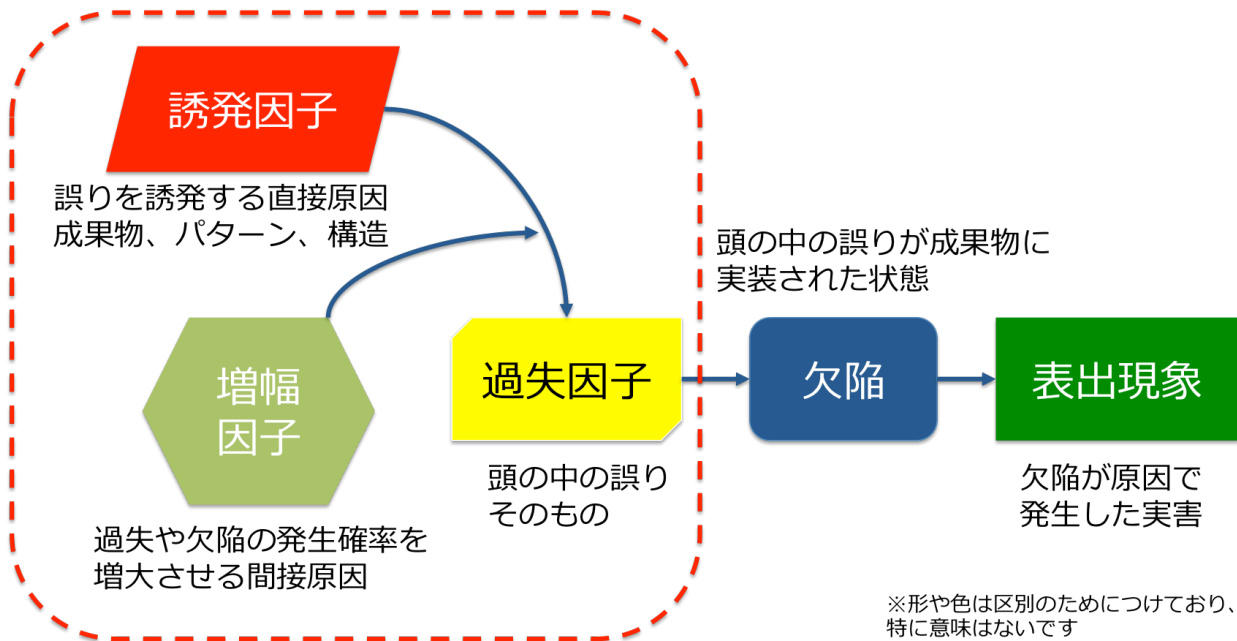 誘発因子
誤りを誘発する直接原因
成果物、パターン、構造
増幅
因子
過失や欠陥の発生確率を
増大させる間接原因
過失因子
頭の中の誤り
そのもの
頭の中の誤りが成果物に
実装された状態
欠陥
表出現象
欠陥が原因で
発生した実害
※形や色は区別のためにつけており、
特に意味はないです